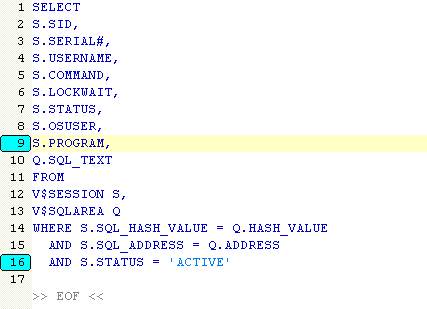 1 SELECT
2 S.SID,
3 S.SERIAL#,
4 S.USERNAME,
5 S.COMMAND,
6 S.LOCKWAIT,
7 S.STATUS,
8 S.OSUSER,
9 S.PROGRAM,
10 Q.SQL_TEXT
11 FROM
12 V$SESSION S,
13 V$SQLAREA Q
14 WHERE S.SQL_HASH_VALUE = Q.HASH_VALUE
15   AND S.SQL_ADDRESS = Q.ADDRESS
16   AND S.STATUS = 'ACTIVE'
17
>> EOF <<